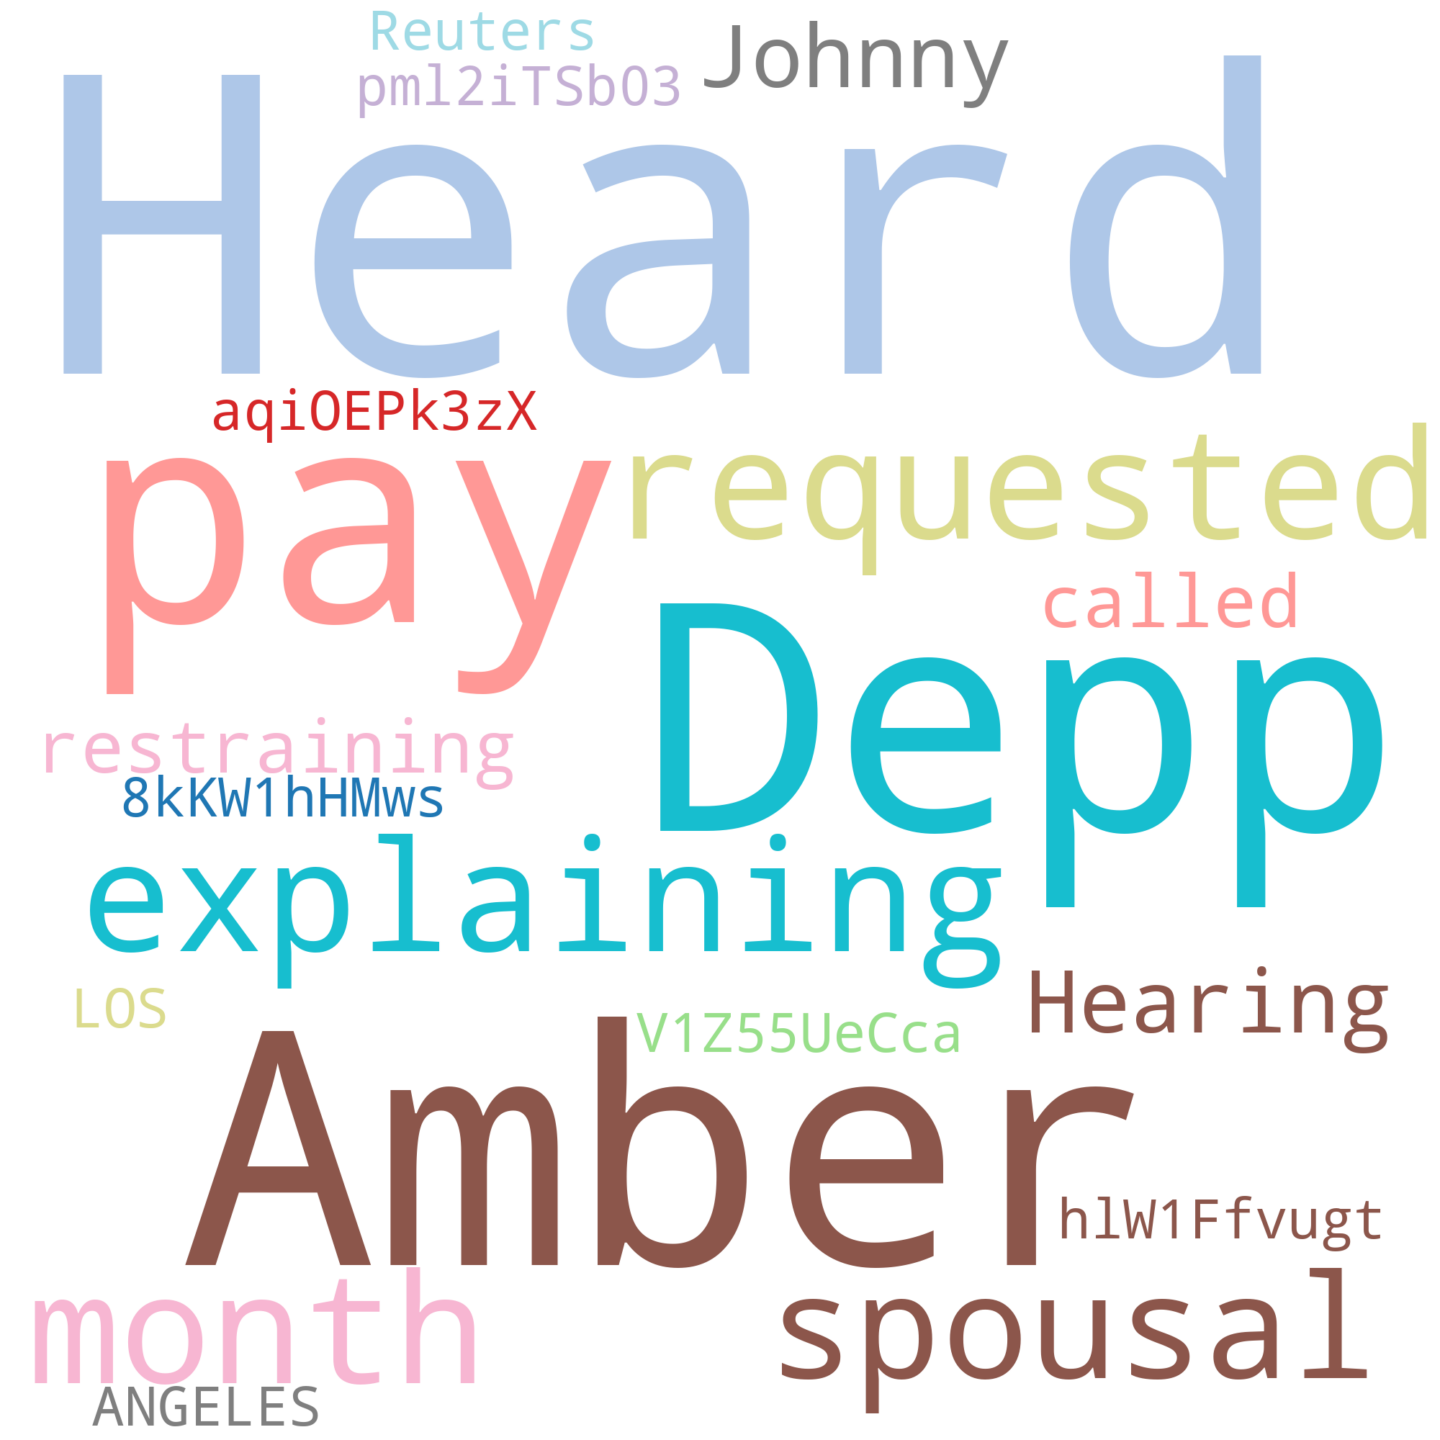 Reuters
Johnny
pml2iTSbO3
Heard
aqiOEPk3zX
pay
requested
called
Depp
restraining
8kKW1hHMws
explaining
Hearing
LOS
V1Z55UeCca
Amber
hlW1Ffvugt
month
spousal
ANGELES